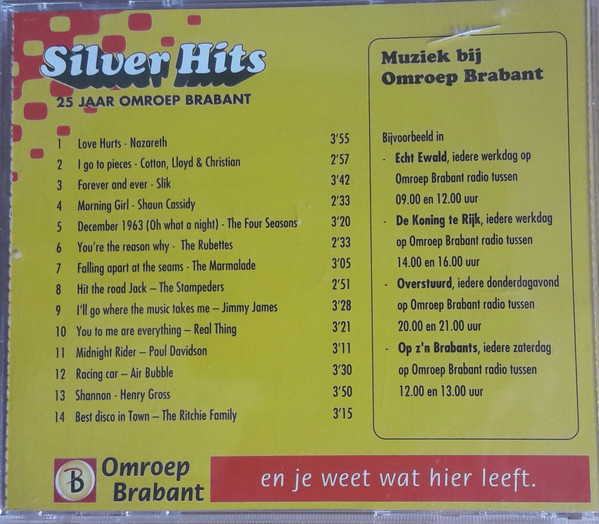 Silver Hits
25 JAAR OMROEP BRABANT
1 Love Hurts - Nazareth 3'55
2 I go to pieces - Cotton, Lloyd & Christian 2'57
3 Forever and ever - Slik 3'42
4 Morning Girl - Shaun Cassidy 2'33
5 December 1963 (Oh what a night) - The Four Seasons 3'20
6 You're the reason why - The Rubettes 2'33
7 Falling apart at the seams - The Marmalade 3'05
8 Hit the road Jack – The Stampeders 2'51
9 I'll go where the music takes me – Jimmy James 3'28
10 You to me are everything – Real Thing 3'21
11 Midnight Rider – Paul Davidson 3'11
12 Racing car – Air Bubble 3'30
13 Shannon - Henry Gross 3'50
14 Best disco in Town – The Ritchie Family 3'15
Muziek bij
Omroep Brabant
Bijvoorbeeld in
- Echt Ewald, iedere werkdag op
Omroep Brabant radio tussen
09.00 en 12.00 uur
- De Koning te Rijk, iedere werkdag
op Omroep Brabant radio tussen
14.00 en 16.00 uur
- Overstuurd, iedere donderdagavond
op Omroep Brabant radio tussen
20.00 en 21.00 uur
- Op z'n Brabants, iedere zaterdag
op Omroep Brabant radio tussen
12.00 en 13.00 uur
B Omroep
Brabant
en je weet wat hier leeft.